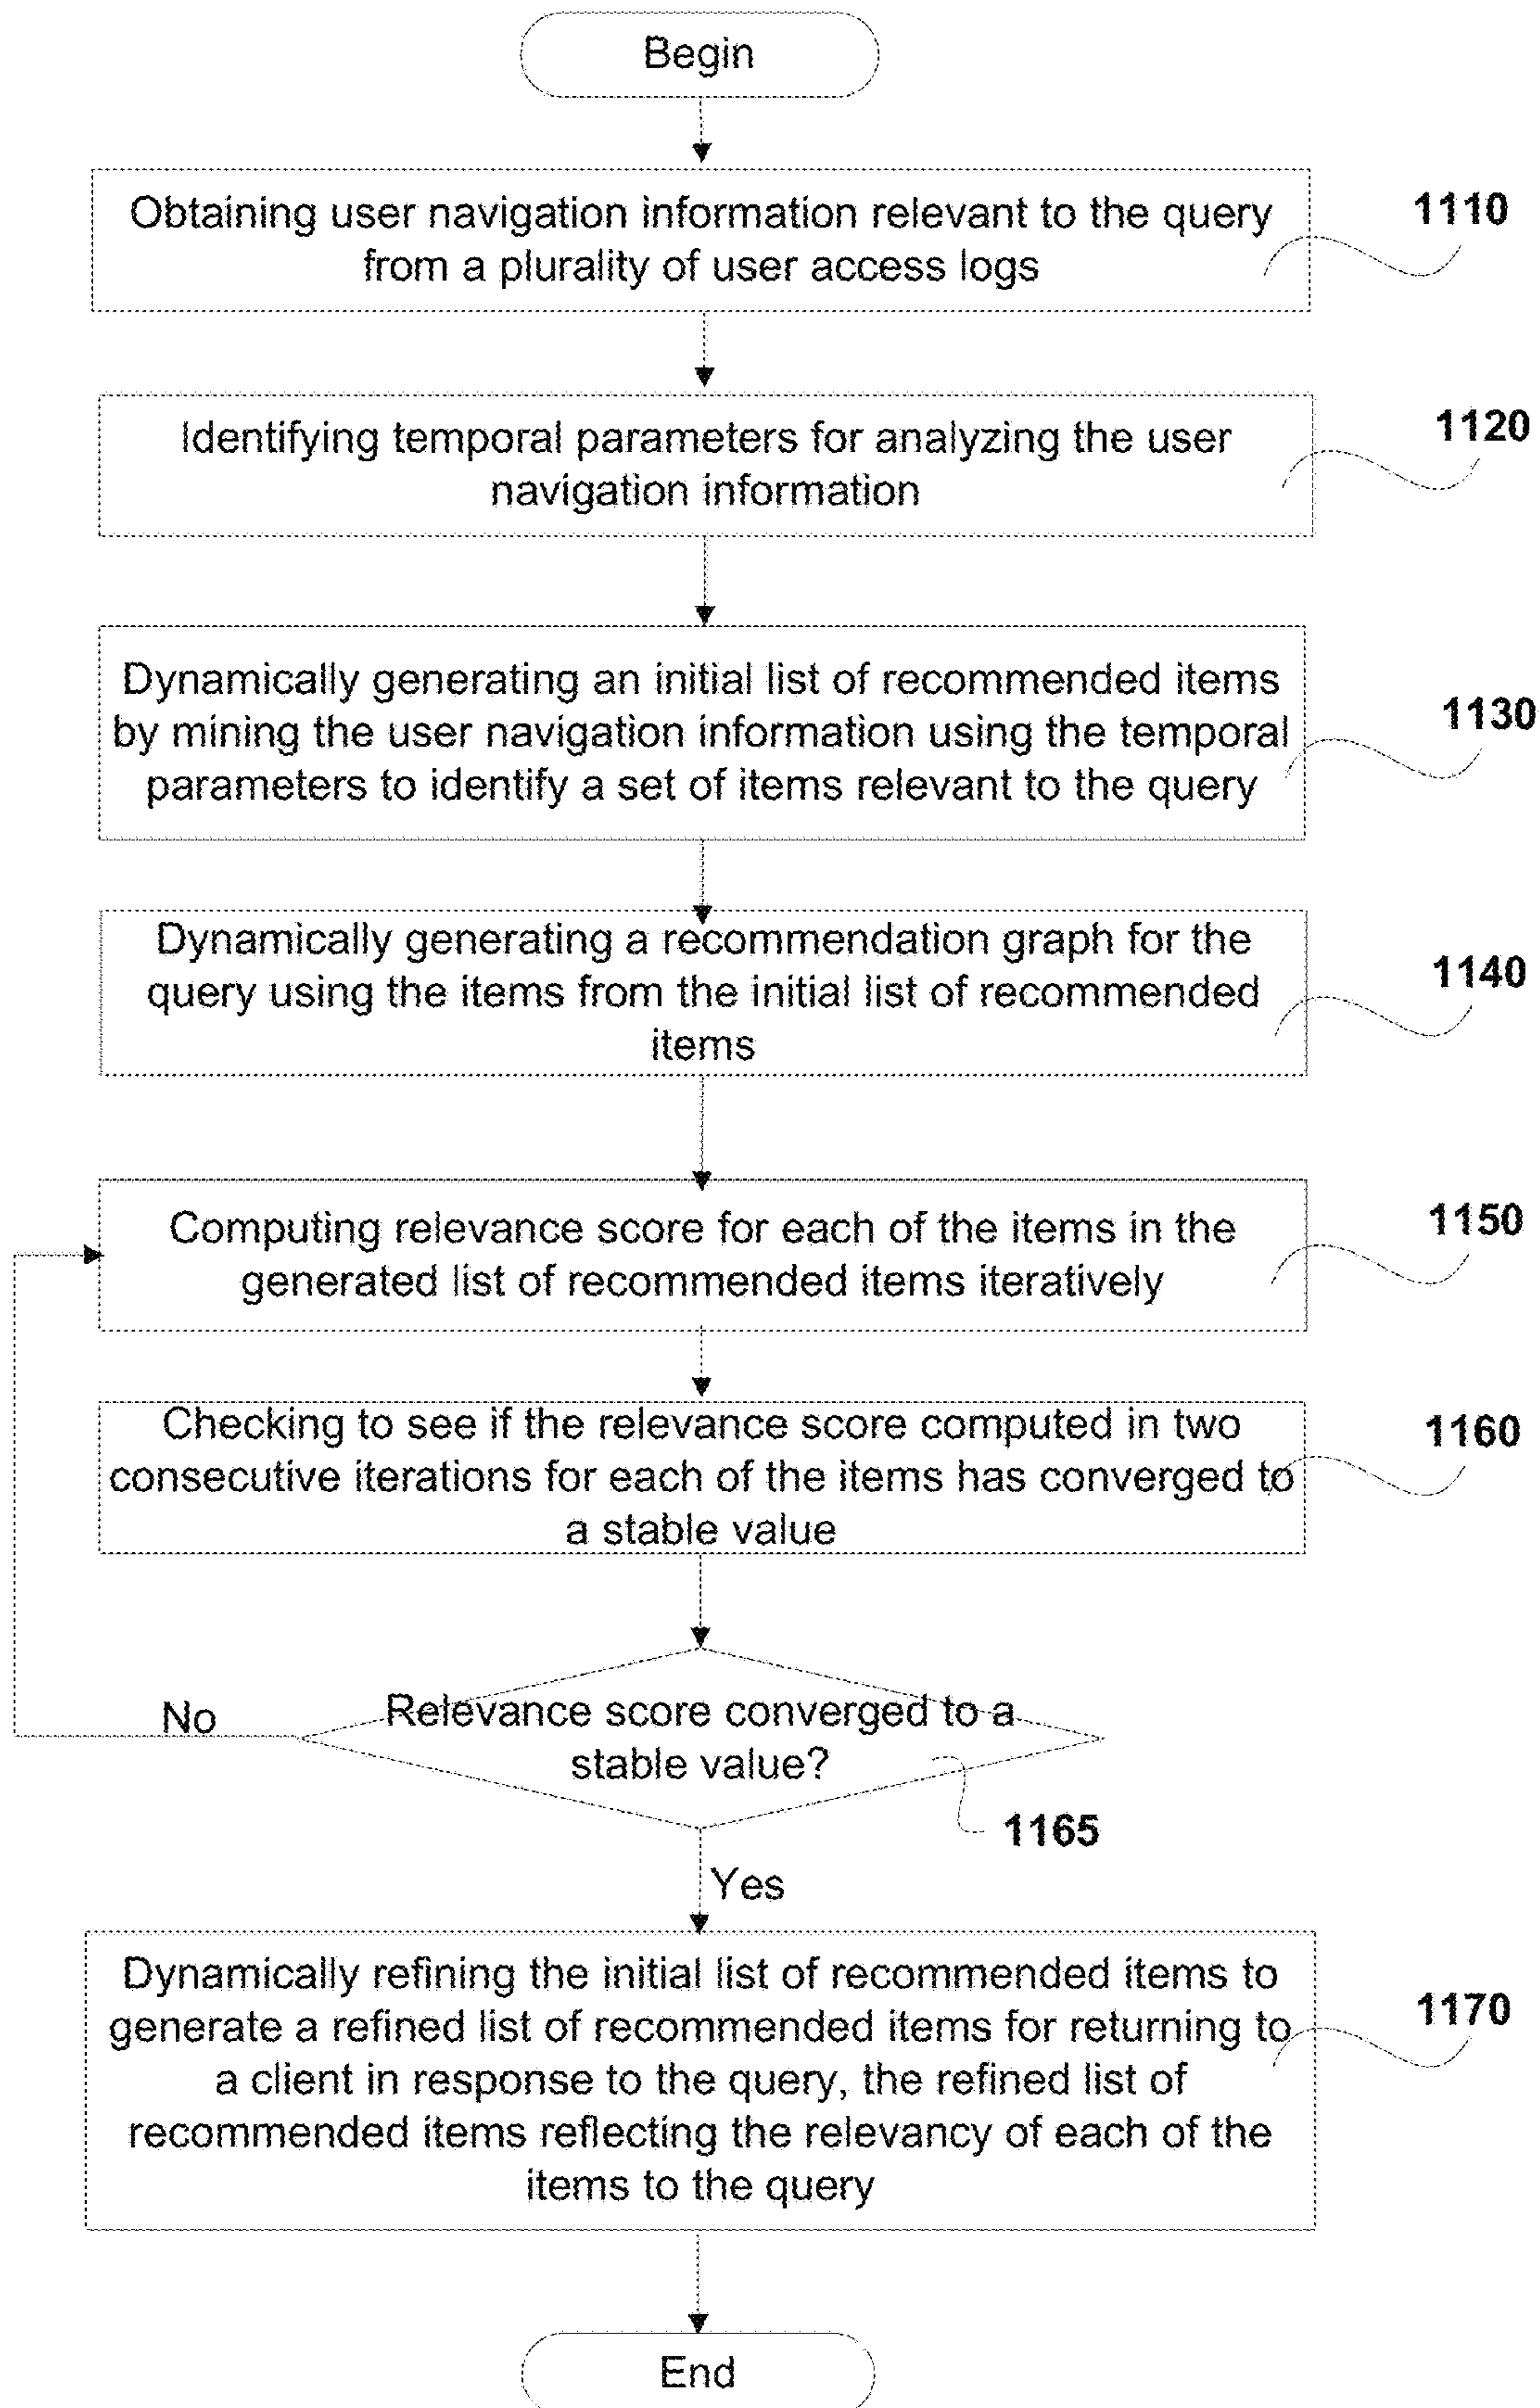 Begin
Obtaining user navigation information relevant to the query
from a plurality of user access logs
1110
Identifying temporal parameters for analyzing the user
navigation information
1120
Dynamically generating an initial list of recommended items
by mining the user navigation information using the temporal
parameters to identify a set of items relevant to the query
1130
Dynamically generating a recommendation graph for the
query using the items from the initial list of recommended
items
1140
Computing relevance score for each of the items in the
generated list of recommended items iteratively
1150
Checking to see if the relevance score computed in two
consecutive iterations for each of the items has converged to
a stable value
1160
Relevance score converged to a
stable value?
No
1165
Yes
Dynamically refining the initial list of recommended items to
generate a refined list of recommended items for returning to
a client in response to the query, the refined list of
recommended items reflecting the relevancy of each of the
items to the query
1170
End